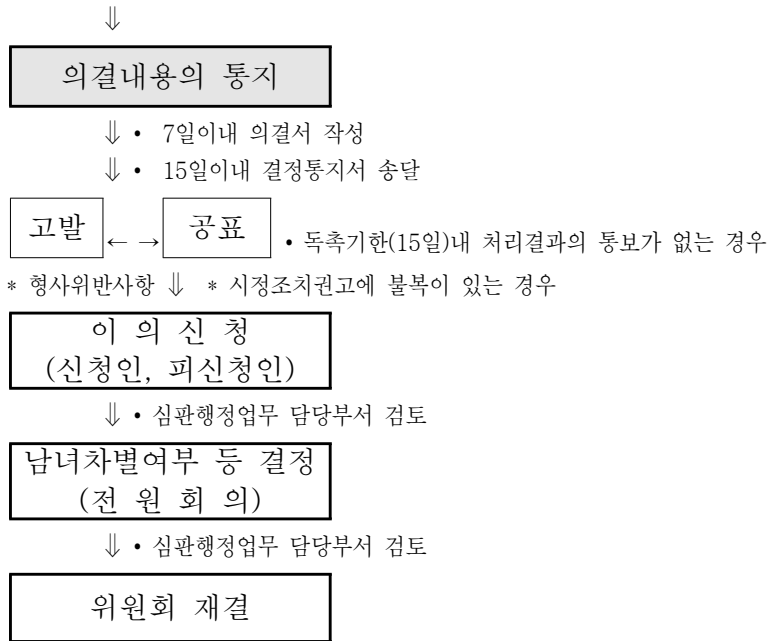 ⇓
의결내용의 통지
⇓ • 7일이내 의결서 작성
⇓ • 15일이내 결정통지서 송달
고발 ← → 공표 • 독촉기한(15일)내 처리결과의 통보가 없는 경우
* 형사위반사항 ⇓ * 시정조치권고에 불복이 있는 경우
이 의 신 청
(신청인, 피신청인)
⇓ • 심판행정업무 담당부서 검토
남녀차별여부 등 결정
(전 원 회 의)
⇓ • 심판행정업무 담당부서 검토
위원회 재결